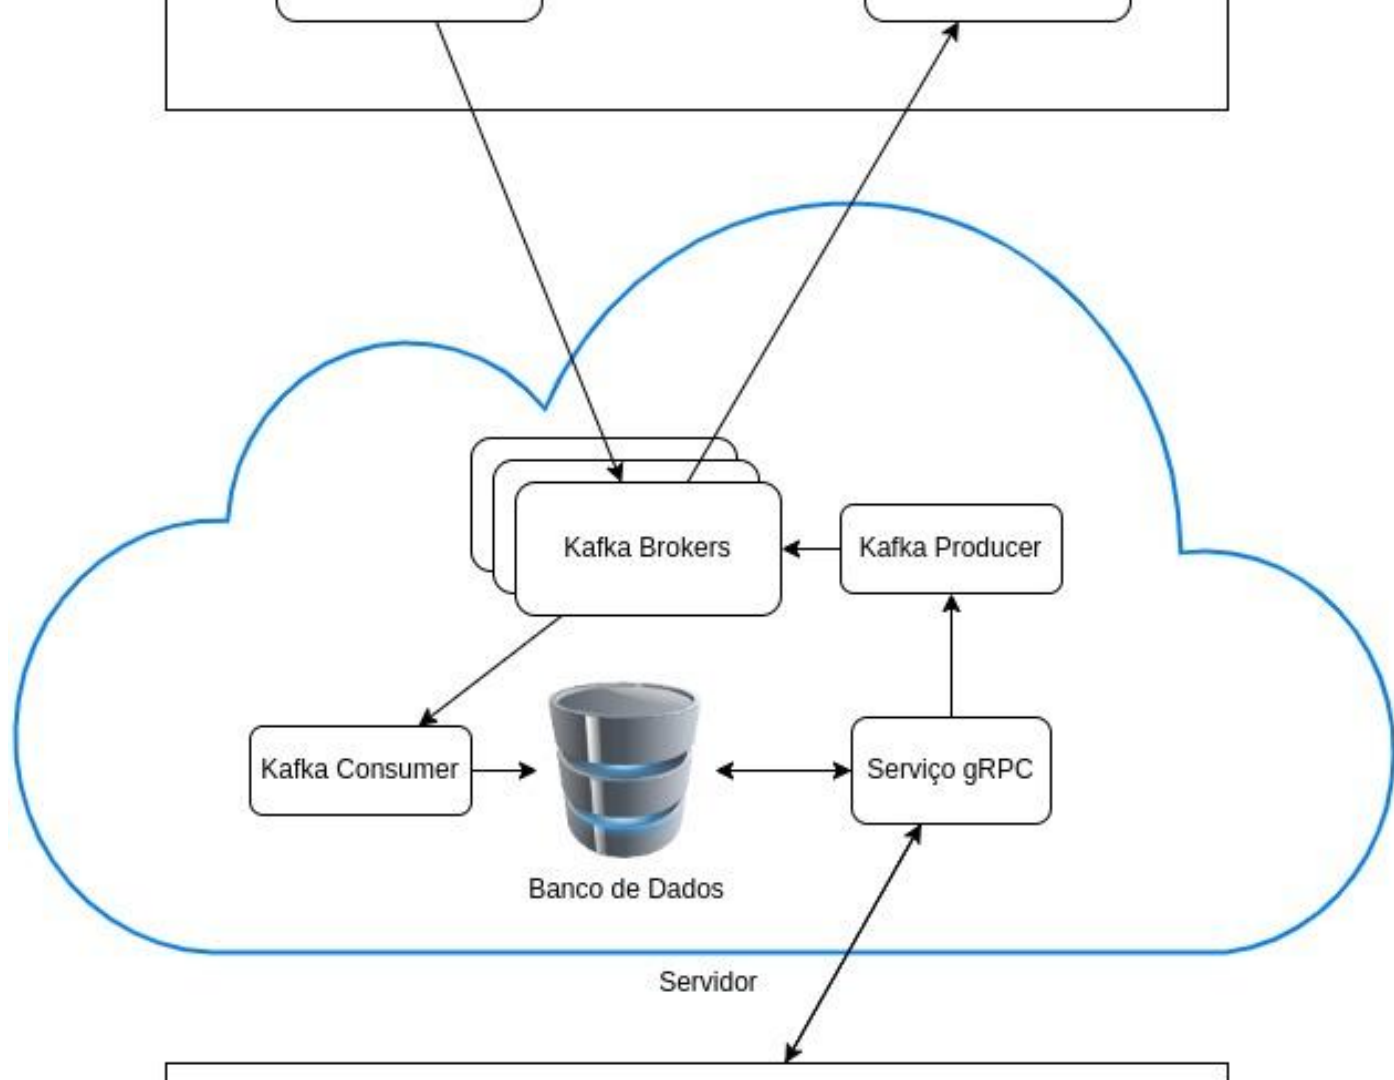 Kafka Brokers
Kafka Producer
Kafka Consumer
Serviço gRPC
Banco de Dados
Servidor